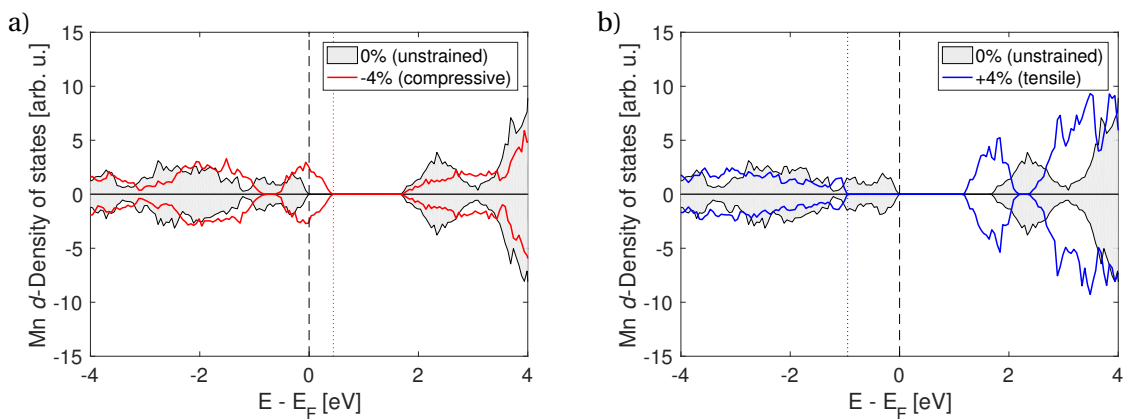 a)
Mn d-Density of states [arb. u.]
15
10
5
0
-5
-10
-15
0% (unstrained)
-4% (compressive)
-4
-2
0
2
4
E - E_F [eV]
b)
Mn d-Density of states [arb. u.]
15
10
5
0
-5
-10
-15
0% (unstrained)
+4% (tensile)
-4
-2
0
2
4
E - E_F [eV]